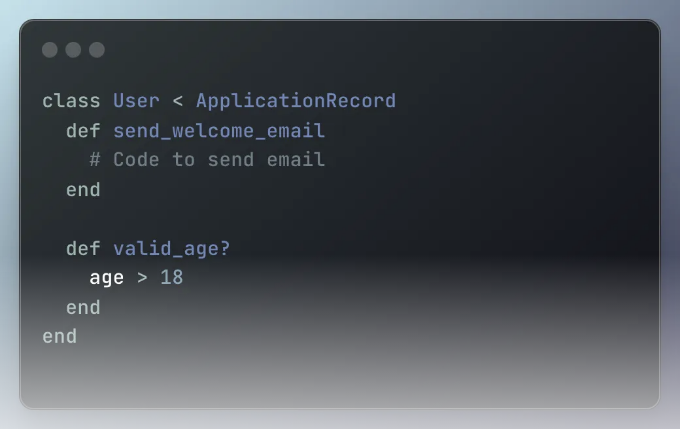 class User < ApplicationRecord
  def send_welcome_email
    # Code to send email
  end

  def valid_age?
    age > 18
  end
end